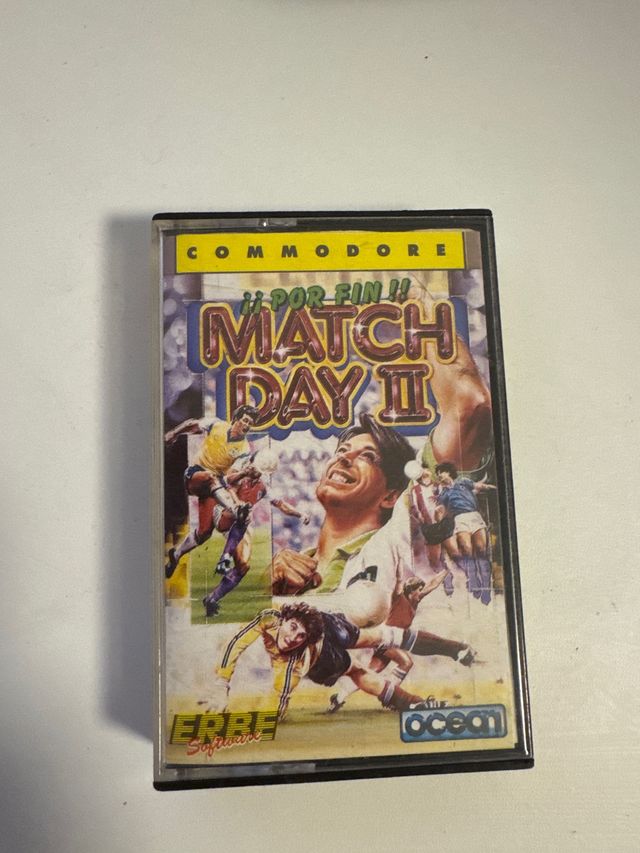 COMMODORE
¡¡ POR FIN !!
MATCH
DAY II
ERBE
Software
ocean